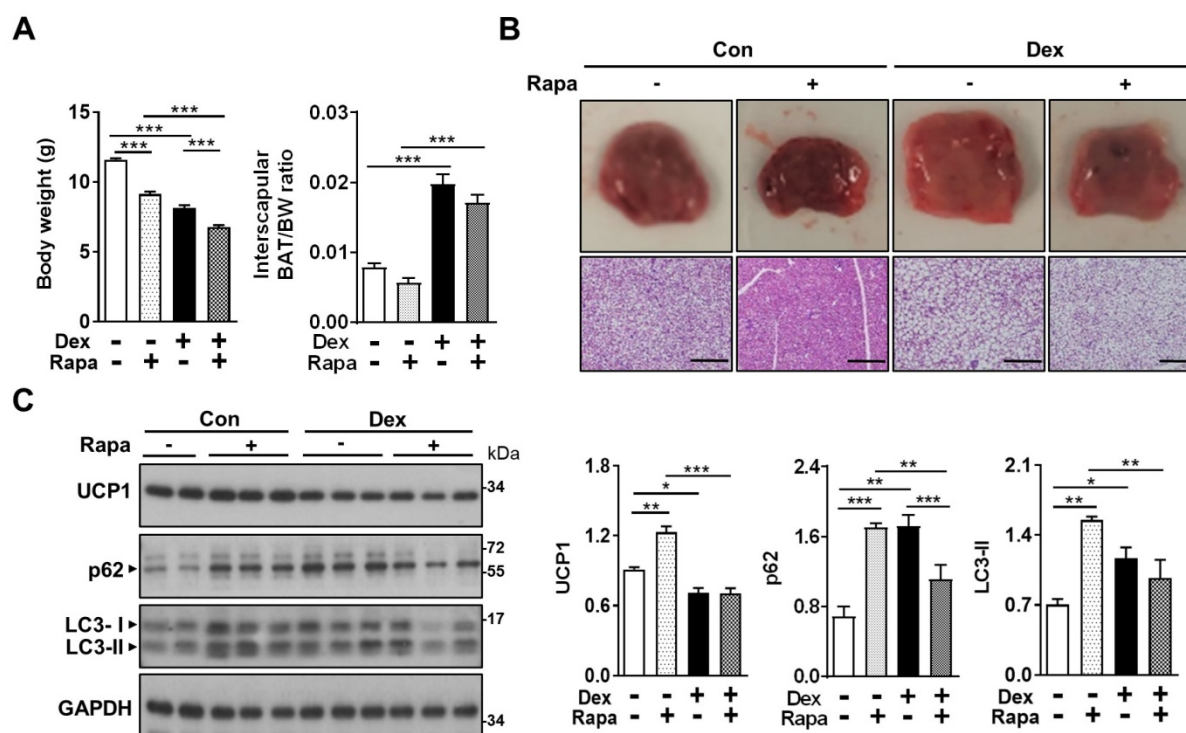 A
Body weight (g)
15
10
5
0
***
***
***
***
Dex - - + +
Rapa - + - +
Interscapular
BAT/BW ratio
0.03
0.02
0.01
0.00
***
***
Dex - - + +
Rapa - + - +
B
Con Dex
Rapa - + - +
C
Con Dex
Rapa - + - + kDa
UCP1 -34
p62 -72
-55
LC3- I -17
LC3-II
GAPDH -34
UCP1
1.8
1.2
0.6
0.0
***
*
**
Dex - - + +
Rapa - + - +
p62
2.4
1.6
0.8
0.0
**
**
*** ***
Dex - - + +
Rapa - + - +
LC3-II
2.1
1.4
0.7
0.0
**
*
**
Dex - - + +
Rapa - + - +